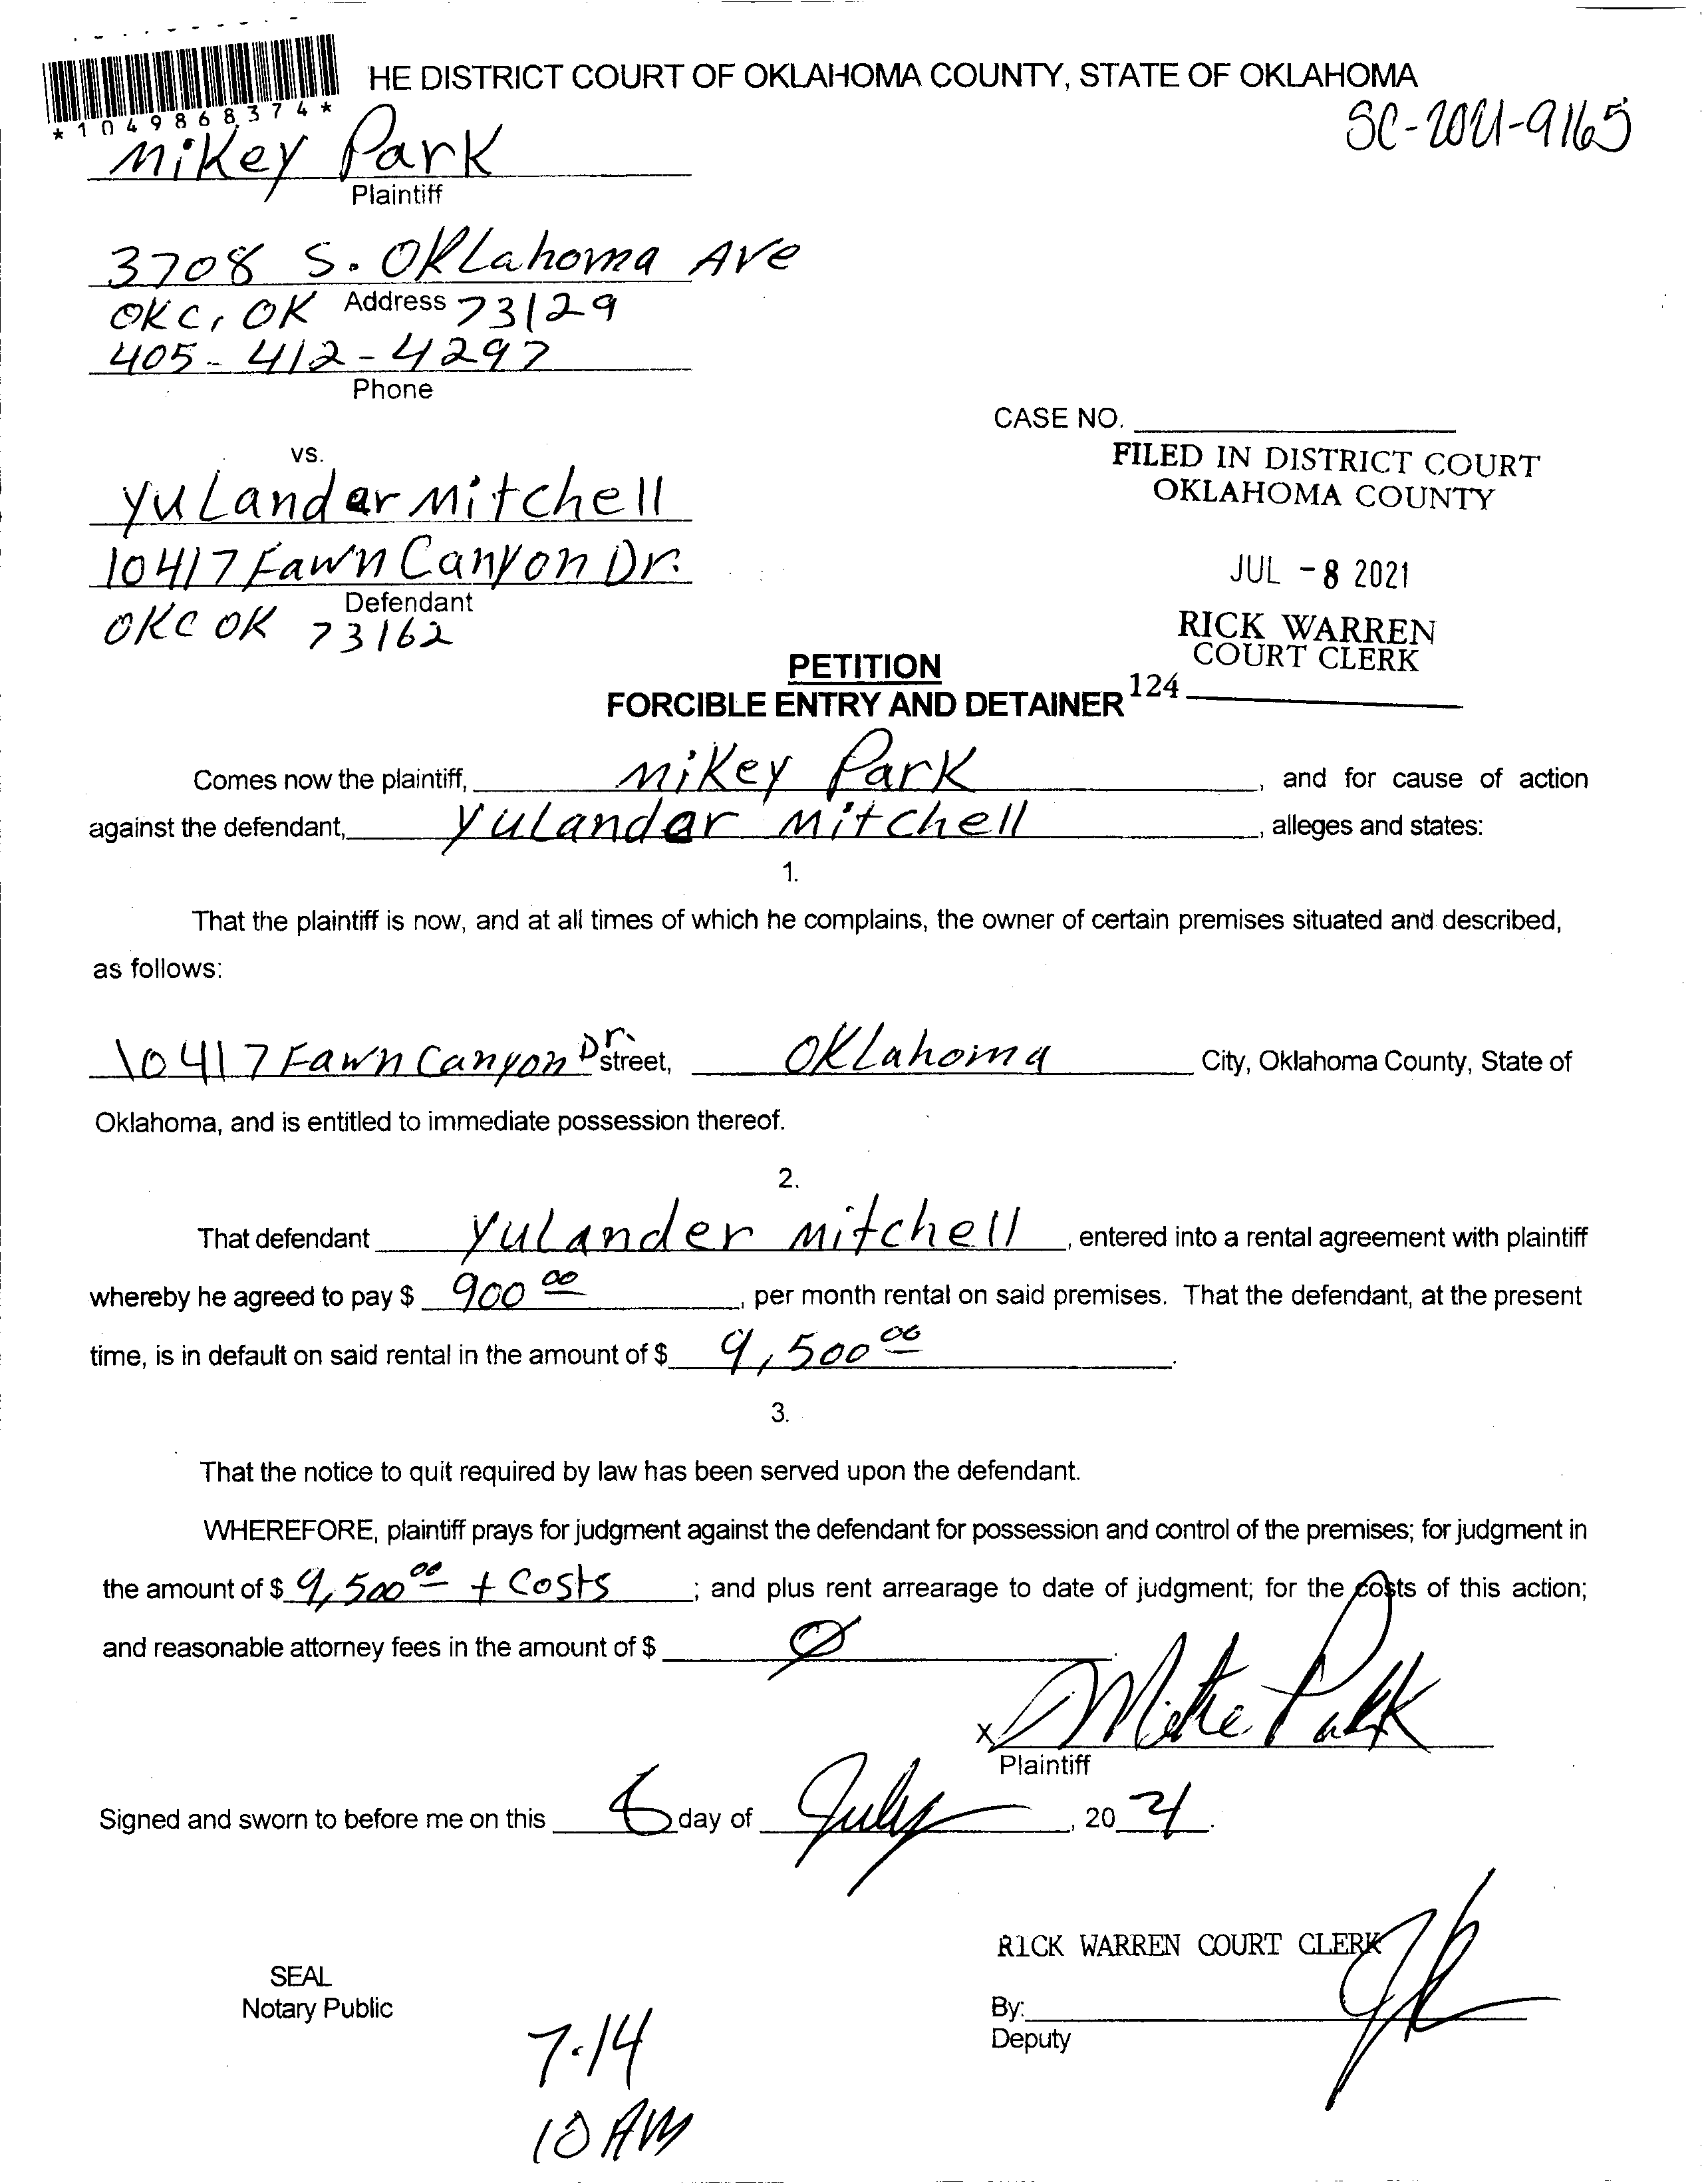 HE DISTRICT COURT OF OKLAHOMA COUNTY, STATE OF OKLAHOMA
*1049868374*
SC-2021-9165
Mikey Park
Plaintiff
3708 S. Oklahoma Ave
OKC, OK Address 73129
405-412-4297
Phone
CASE NO.
vs.
FILED IN DISTRICT COURT
OKLAHOMA COUNTY
Yulander Mitchell
10417 Fawn Canyon Dr.
JUL -8 2021
Defendant
OKC OK 73162
RICK WARREN
COURT CLERK
PETITION
124
FORCIBLE ENTRY AND DETAINER
Comes now the plaintiff, Mikey Park, and for cause of action
against the defendant, Yulander Mitchell, alleges and states:
1.
That the plaintiff is now, and at all times of which he complains, the owner of certain premises situated and described,
as follows:
10417 Fawn Canyon Dr. street, Oklahoma City, Oklahoma County, State of
Oklahoma, and is entitled to immediate possession thereof.
2.
That defendant Yulander Mitchell, entered into a rental agreement with plaintiff
whereby he agreed to pay $ 900 00, per month rental on said premises. That the defendant, at the present
time, is in default on said rental in the amount of $ 9,500 00.
3.
That the notice to quit required by law has been served upon the defendant.
WHEREFORE, plaintiff prays for judgment against the defendant for possession and control of the premises; for judgment in
the amount of $ 9,500 00 + Costs; and plus rent arrearage to date of judgment; for the costs of this action;
and reasonable attorney fees in the amount of $ Ø.
X Mike Park
Plaintiff
Signed and sworn to before me on this day of July, 20 21.
RICK WARREN COURT CLERK
SEAL
Notary Public
By:
Deputy
7-14
10 AM